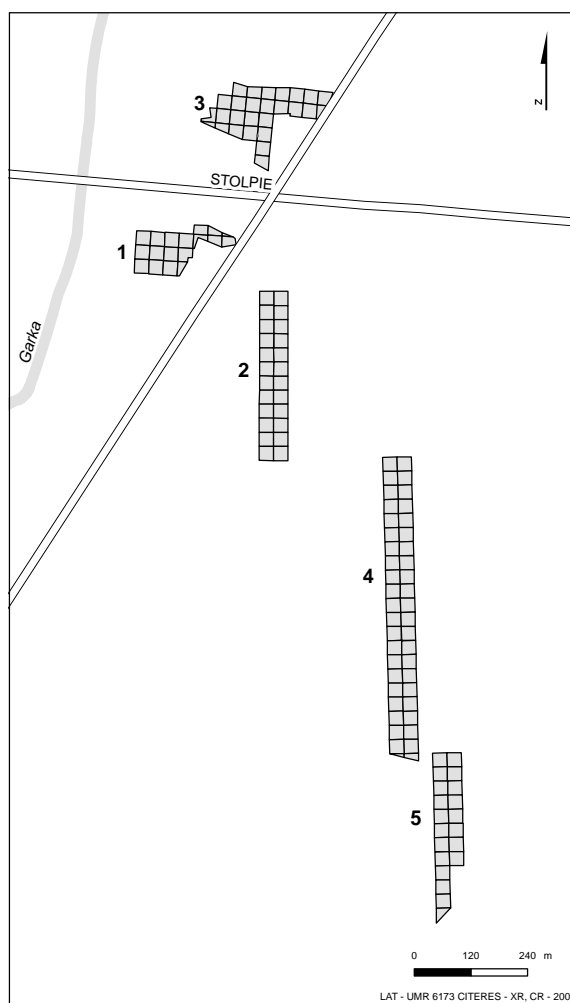 z
3
STOLPIE
1
Garka
2
4
5
0 120 240 m
LAT - UMR 6173 CITERES - XR, CR - 200